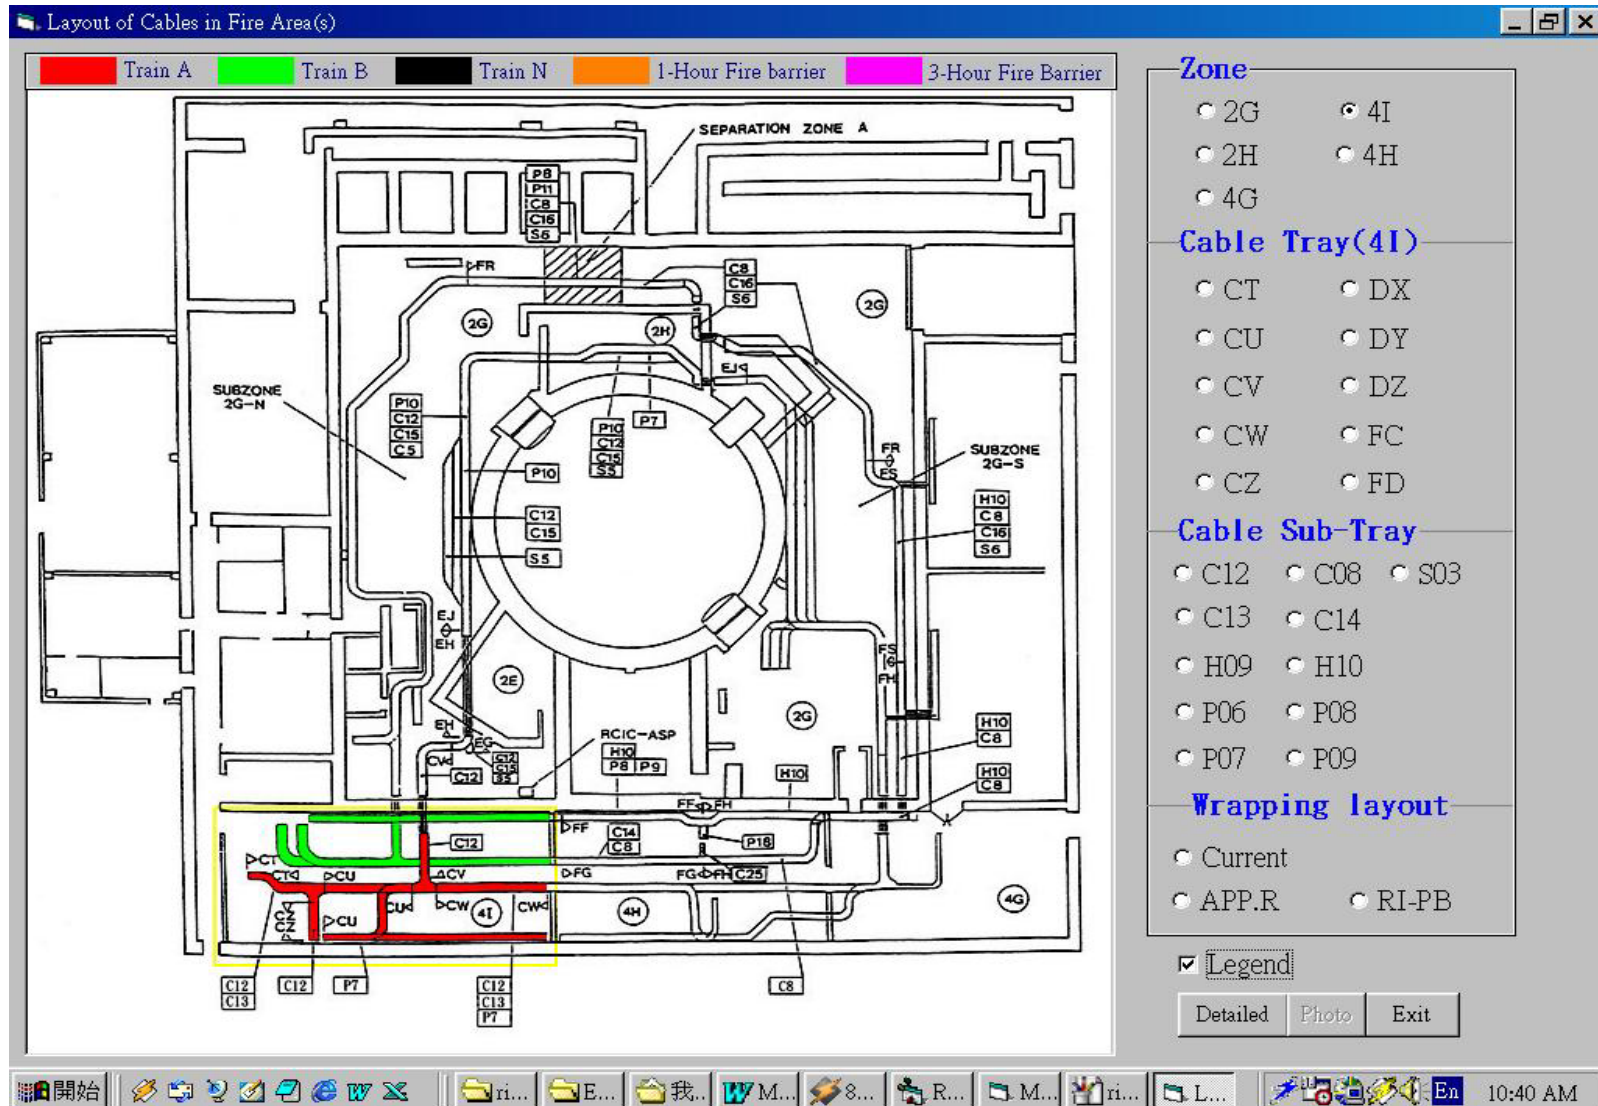 Layout of Cables in Fire Area(s)
Train A
Train B
Train N
1-Hour Fire barrier
3-Hour Fire Barrier
SEPARATION ZONE A
P8
P11
C8
C16
S6
FR
C8
C16
S6
2G
2H
2G
EJ
SUBZONE
2G-N
P10
C12
C15
C5
P10
C12
C15
S5
P7
FR
FS
SUBZONE
2G-S
P10
C12
C15
S5
H10
C8
C16
S6
EJ
EH
FS
6
FH
2E
2G
EH
EG
CV
C12
C12
C15
S5
RCIC-ASP
H10
P8 P9
H10
H10
C8
H10
C8
FF FH
FF
C12
C14
C8
P18
CT
CT
CU
CV
FG
FG FH
C25
CZ
CZ
CU
CU
CW
4I
CW
4H
4G
C12
C13
C12
P7
C12
C13
P7
C8
Zone
2G 4I
2H 4H
4G
Cable Tray(4I)
CT DX
CU DY
CV DZ
CW FC
CZ FD
Cable Sub-Tray
C12 C08 S03
C13 C14
H09 H10
P06 P08
P07 P09
Wrapping layout
Current
APP.R RI-PB
Legend
Detailed Photo Exit
開始
ri...
E...
我..
M...
8...
R...
M...
ri...
L...
En
10:40 AM